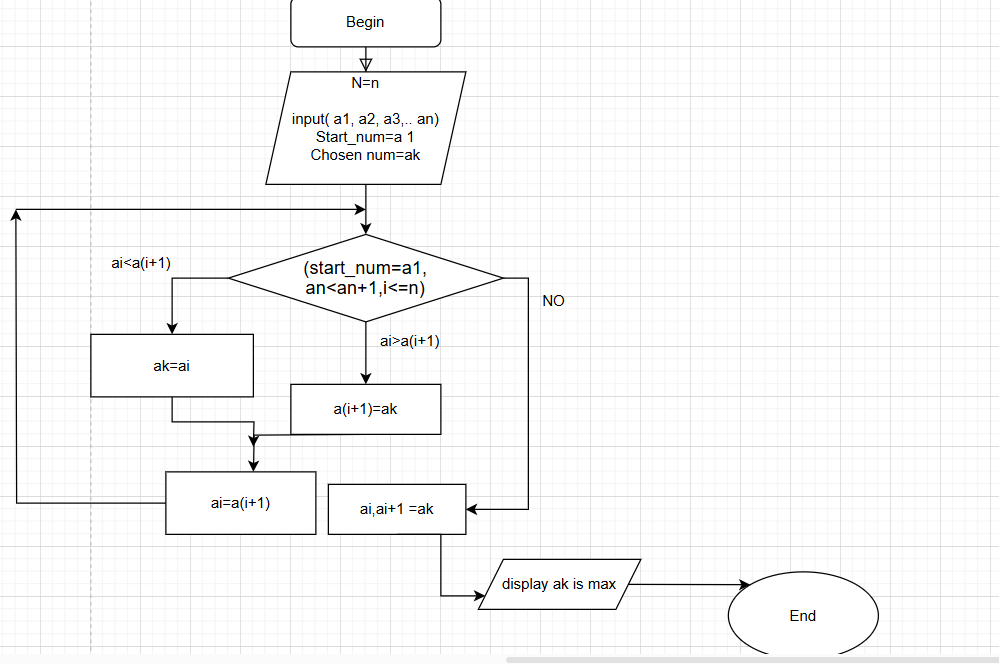 Begin
N=n
input( a1, a2, a3,.. an)
Start_num=a 1
Chosen num=ak
ai<a(i+1)
(start_num=a1,
an<an+1,i<=n)
NO
ai>a(i+1)
ak=ai
a(i+1)=ak
ai=a(i+1)
ai,ai+1 =ak
display ak is max
End